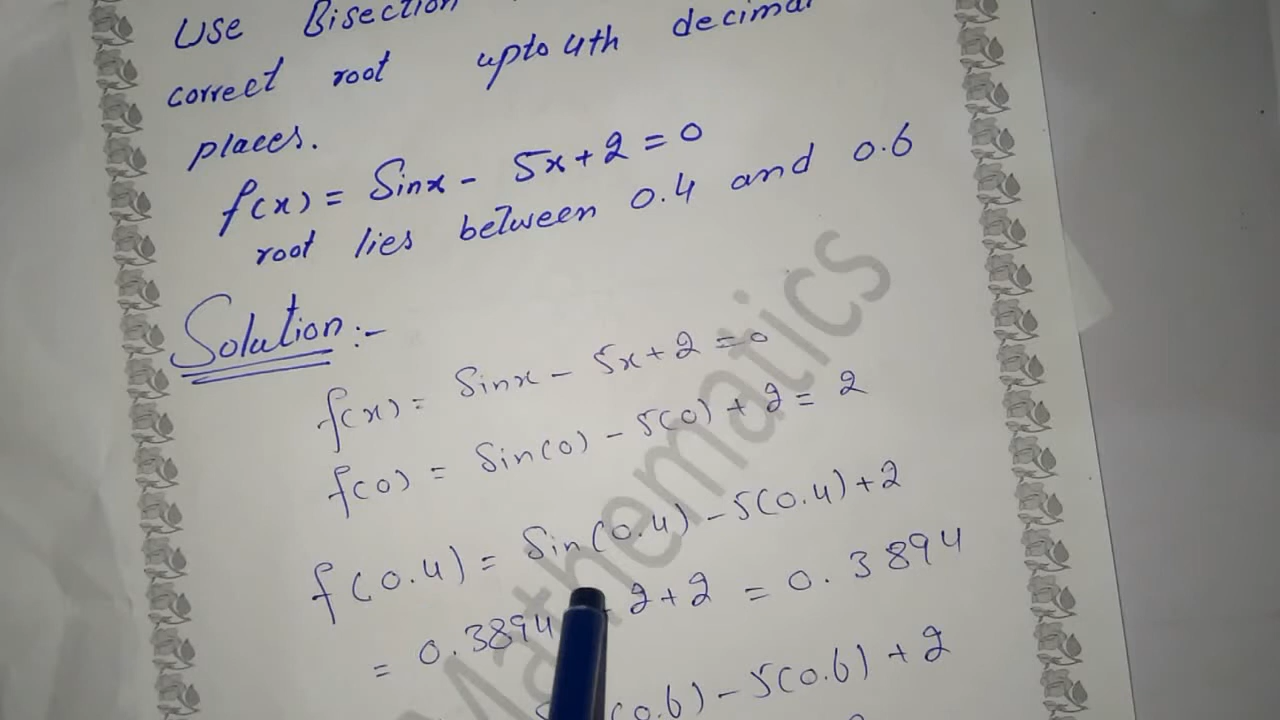 Use Bisection
correct root upto 4th decimal
places.
f(x) = Sinx - 5x + 2 = 0
root lies between 0.4 and 0.6
Solution:-
f(x) = Sinx - 5x + 2 = 0
f(0) = Sin(0) - 5(0) + 2 = 2
f(0.4) = Sin(0.4) - 5(0.4) + 2
= 0.3894 - 2 + 2 = 0.3894
(0.6) - 5(0.6) + 2
Mathematics